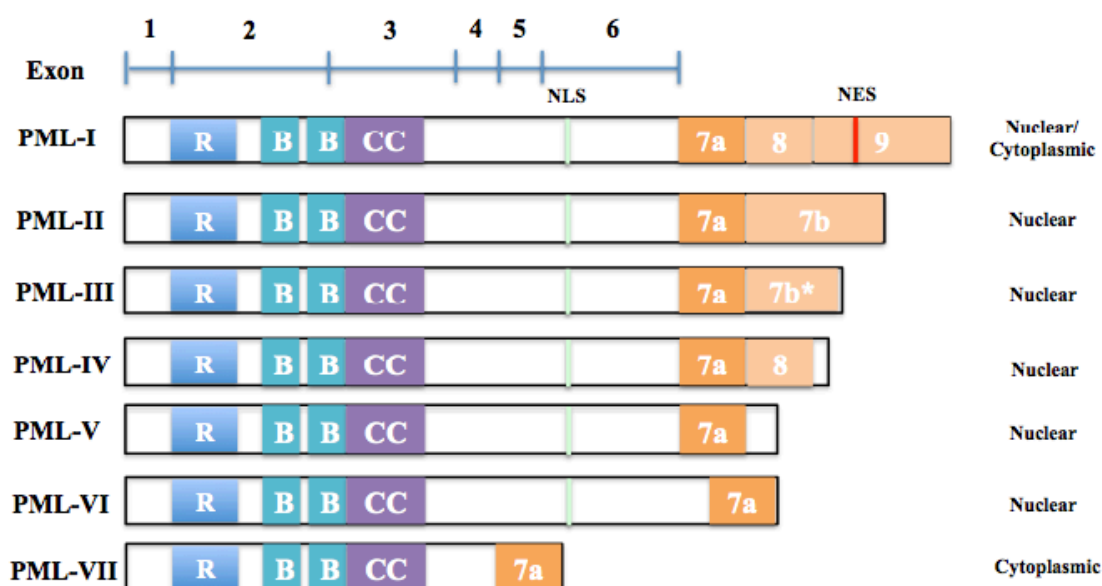 1 2 3 4 5 6
Exon
NLS NES
PML-I R B B CC 7a 8 9 Nuclear/
Cytoplasmic
PML-II R B B CC 7a 7b Nuclear
PML-III R B B CC 7a 7b* Nuclear
PML-IV R B B CC 7a 8 Nuclear
PML-V R B B CC 7a Nuclear
PML-VI R B B CC 7a Nuclear
PML-VII R B B CC 7a Cytoplasmic